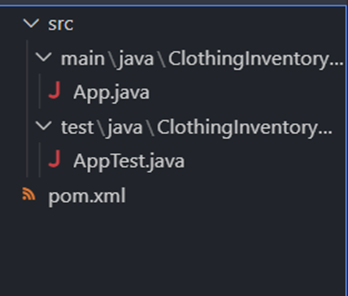 src
main\java\ClothingInventory...
App.java
test\java\ClothingInventory...
AppTest.java
pom.xml